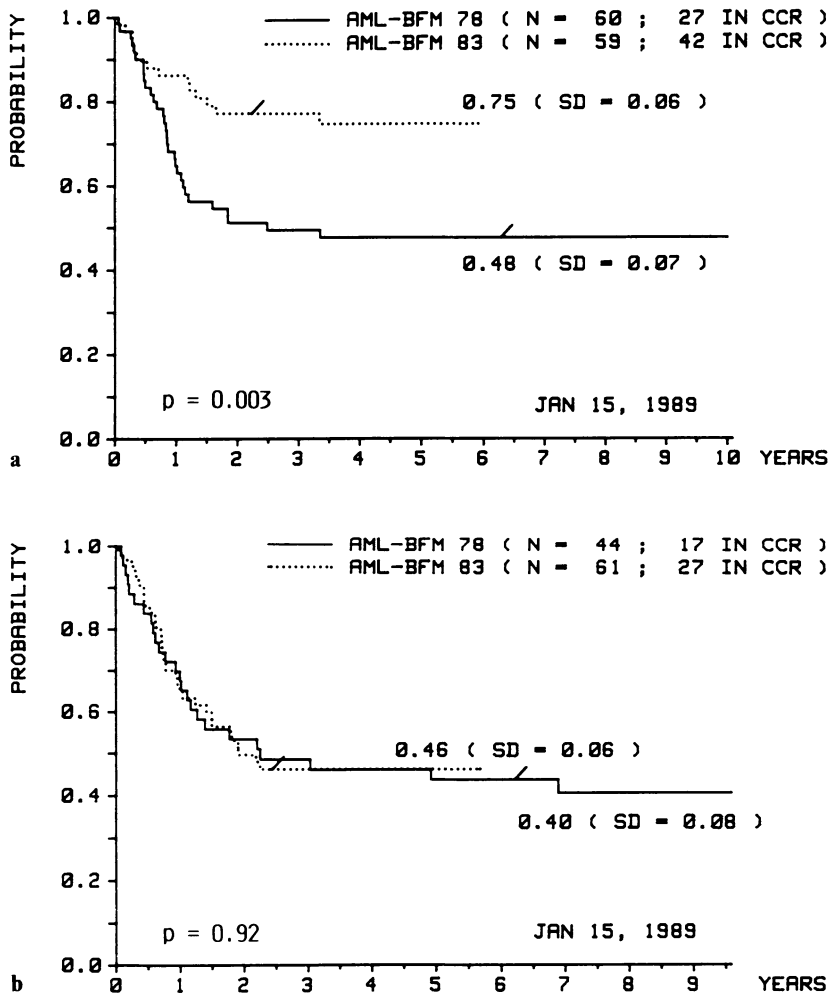 PROBABILITY
1.0
0.8
0.6
0.4
0.2
0.0
AML-BFM 78 ( N = 60 ; 27 IN CCR )
AML-BFM 83 ( N = 59 ; 42 IN CCR )
0.75 ( SD = 0.06 )
0.48 ( SD = 0.07 )
p = 0.003
JAN 15, 1989
0 1 2 3 4 5 6 7 8 9 10 YEARS
a
PROBABILITY
1.0
0.8
0.6
0.4
0.2
0.0
AML-BFM 78 ( N = 44 ; 17 IN CCR )
AML-BFM 83 ( N = 61 ; 27 IN CCR )
0.46 ( SD = 0.06 )
0.40 ( SD = 0.08 )
p = 0.92
JAN 15, 1989
0 1 2 3 4 5 6 7 8 9 YEARS
b